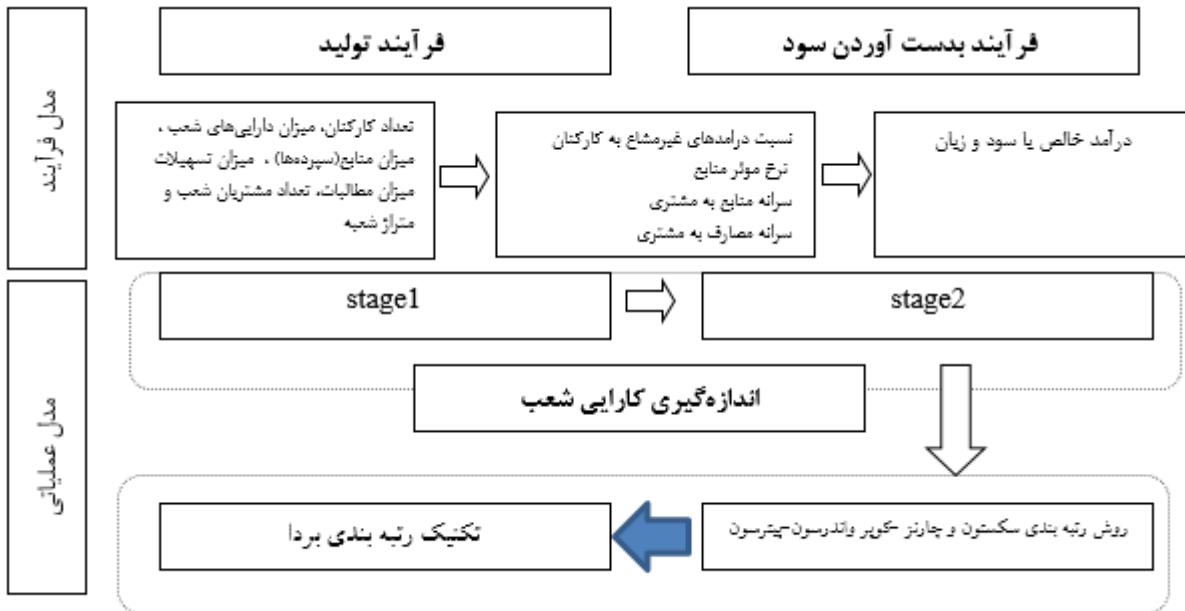 مدل فرآیند
فرآیند تولید
فرآیند بدست آوردن سود
تعداد کارکنان، میزان دارایی‌های شعب ،
میزان منابع(سپرده‌ها) ، میزان تسهیلات
میزان مطالبات، تعداد مشتریان شعب و
متراژ شعبه
نسبت درآمدهای غیرمشاع به کارکنان
نرخ موثر منابع
سرانه منابع به مشتری
سرانه مصارف به مشتری
درآمد خالص یا سود و زیان
مدل عملیاتی
stage1
stage2
اندازه‌گیری کارایی شعب
تکنیک رتبه بندی بردا
روش رتبه بندی سکستون و چارنز -کوپر واندرسون-پیترسون